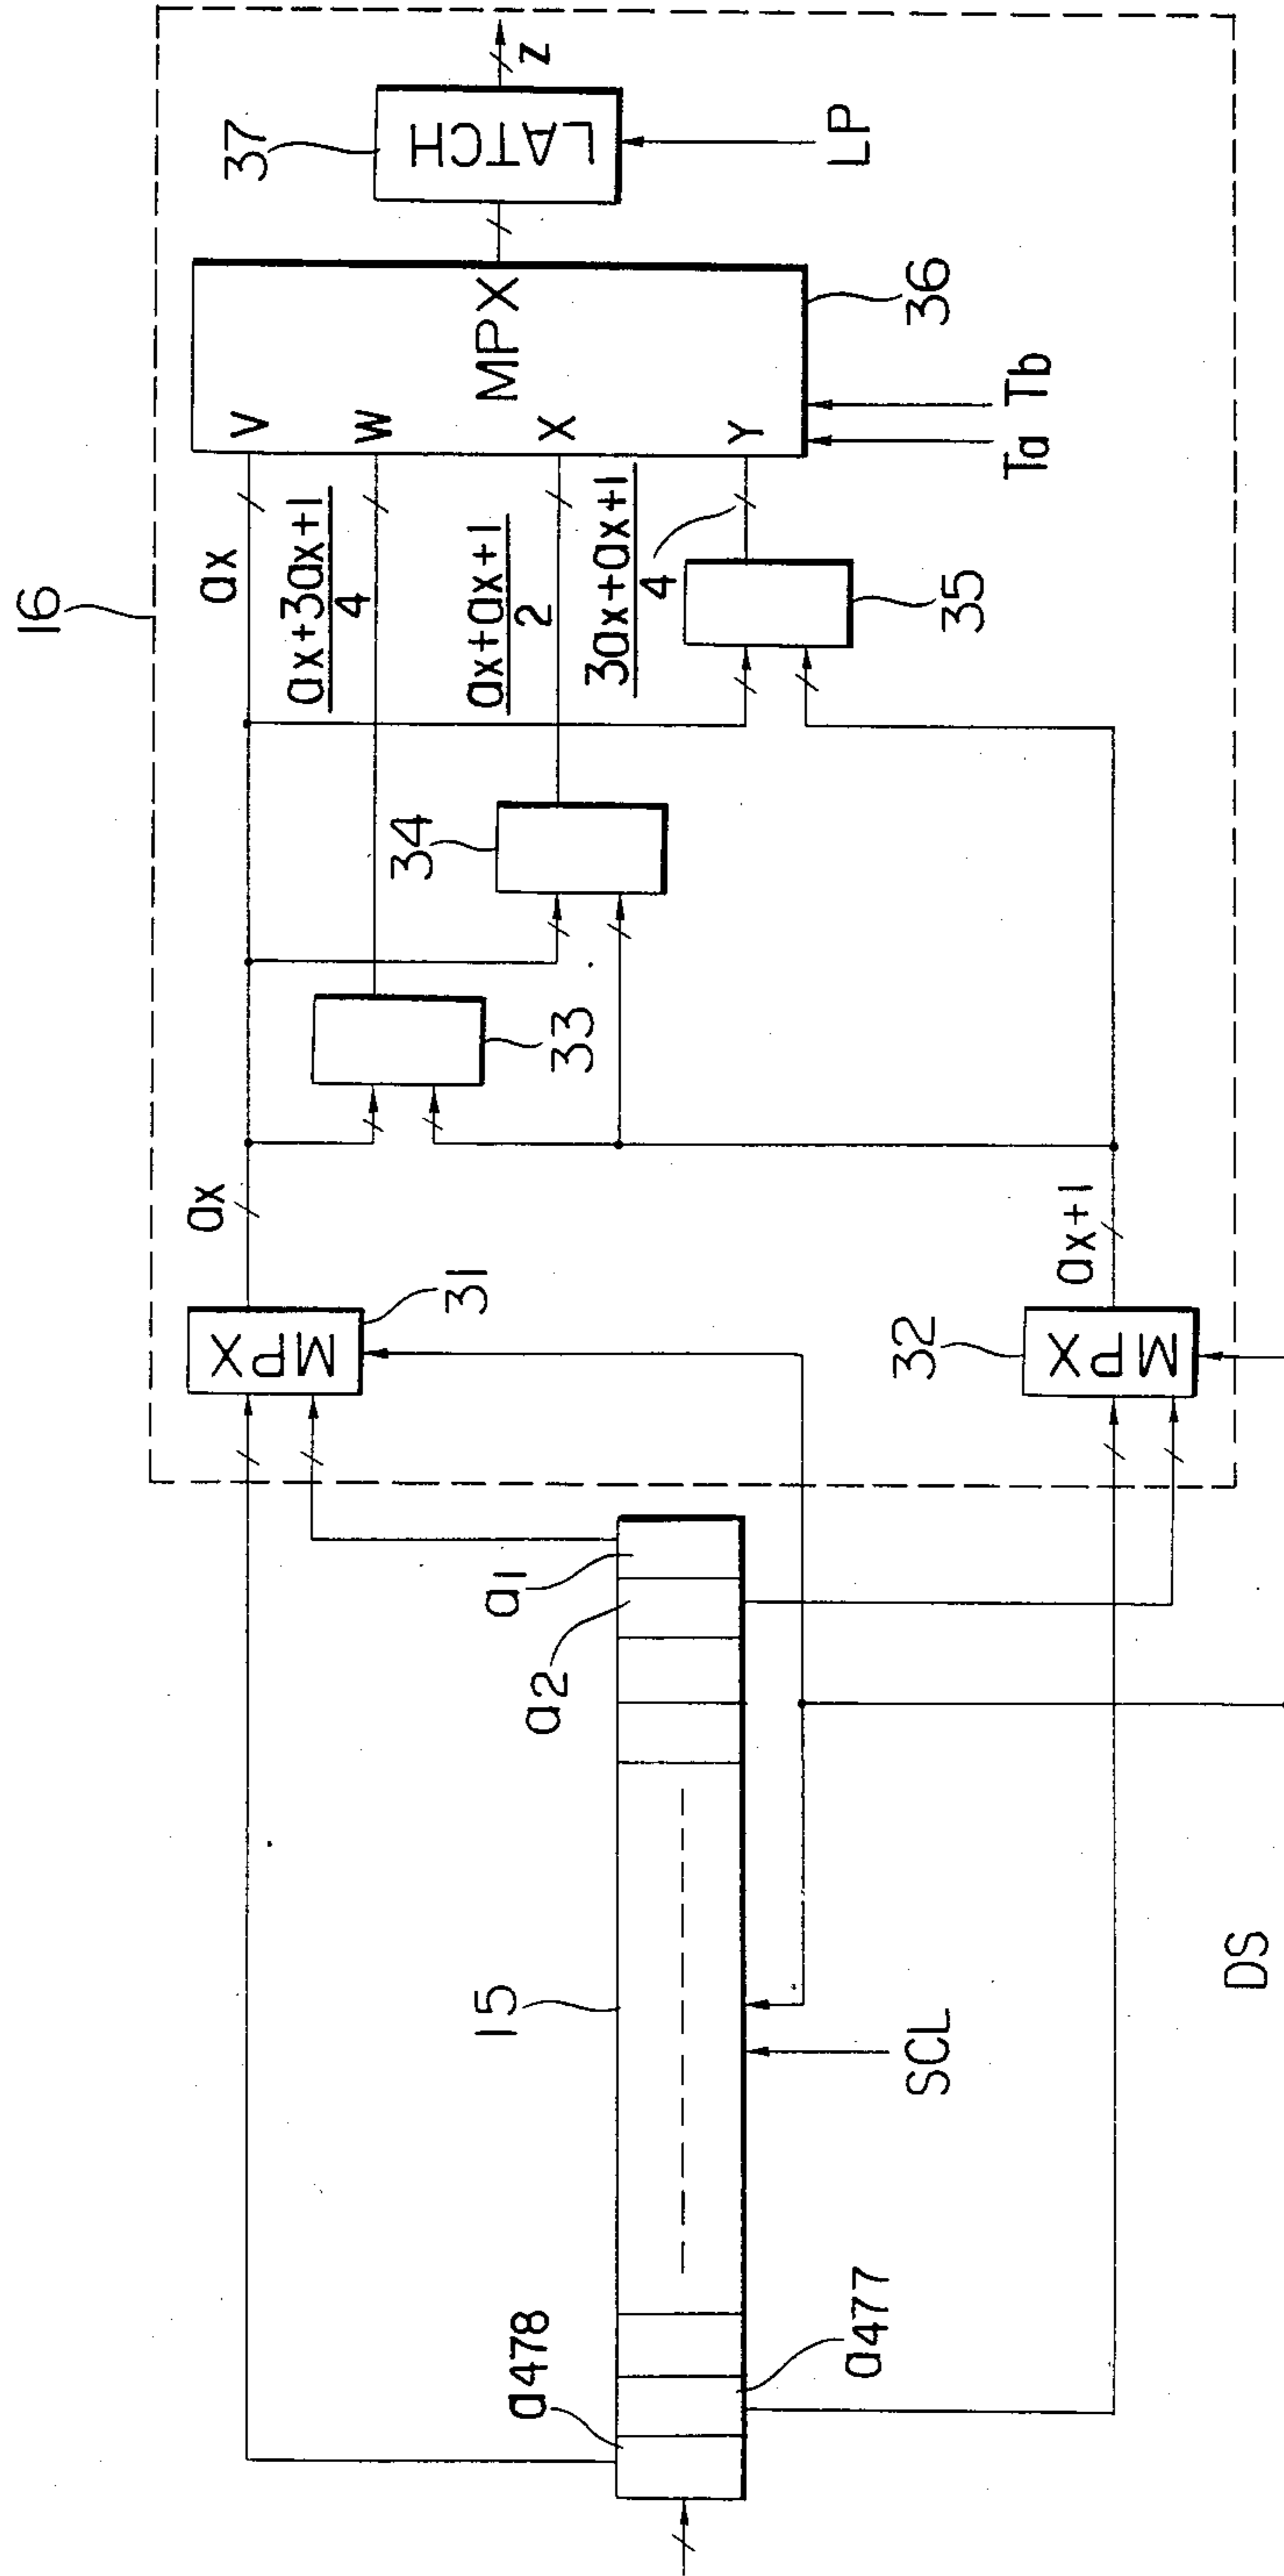 16
37
LATCH
z
LP
V
W
X
Y
MPX
36
Ta
Tb
ax
ax+3ax+1
4
ax+ax+1
2
3ax+ax+1
4
35
34
33
ax
ax+1
31
MPX
32
MPX
a1
a2
15
SCL
DS
a478
a477